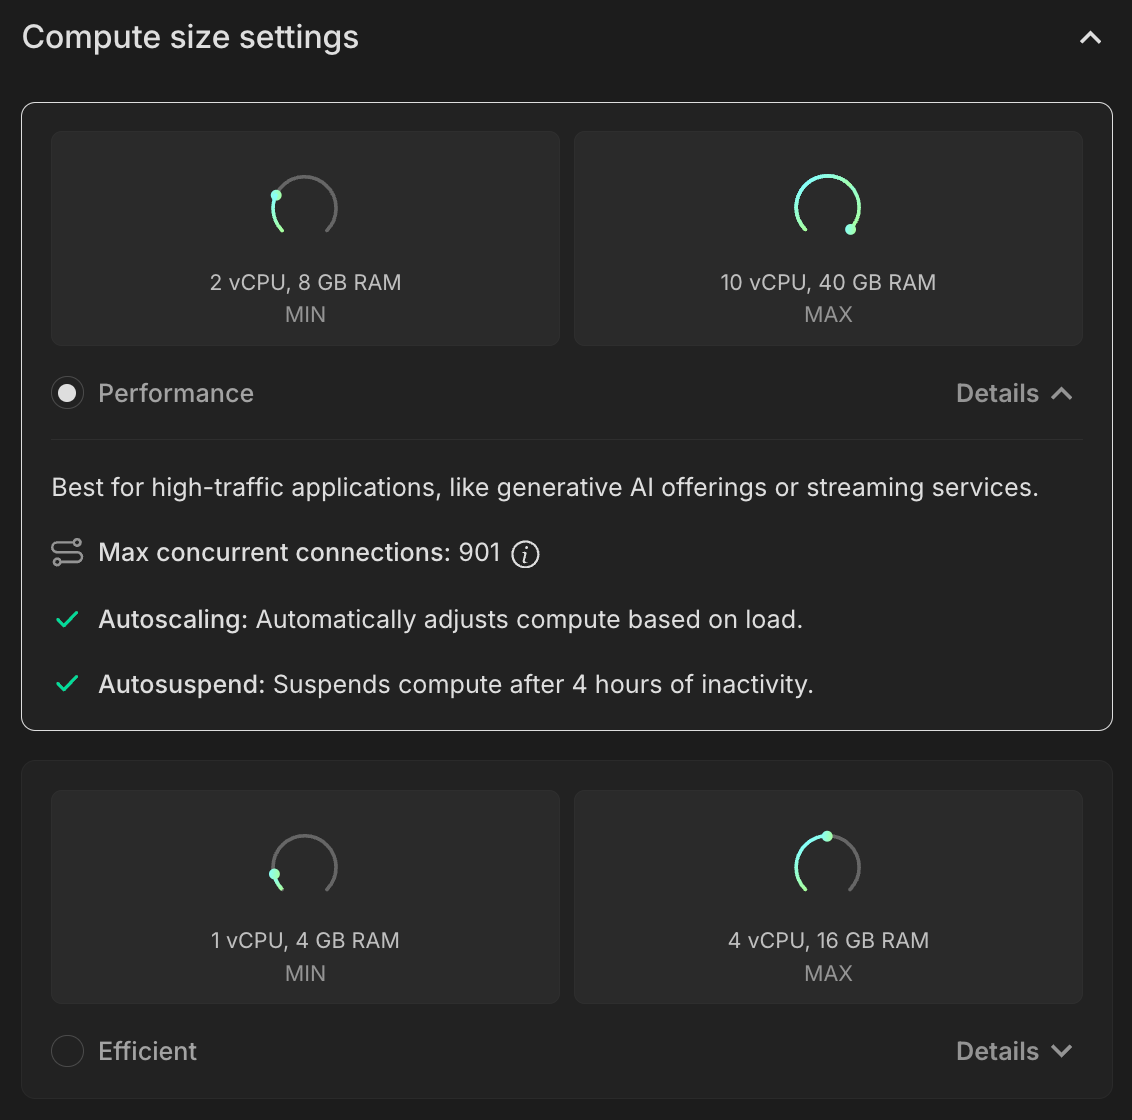 Compute size settings
2 vCPU, 8 GB RAM
MIN
10 vCPU, 40 GB RAM
MAX
Performance
Details
Best for high-traffic applications, like generative AI offerings or streaming services.
Max concurrent connections: 901
Autoscaling: Automatically adjusts compute based on load.
Autosuspend: Suspends compute after 4 hours of inactivity.
1 vCPU, 4 GB RAM
MIN
4 vCPU, 16 GB RAM
MAX
Efficient
Details